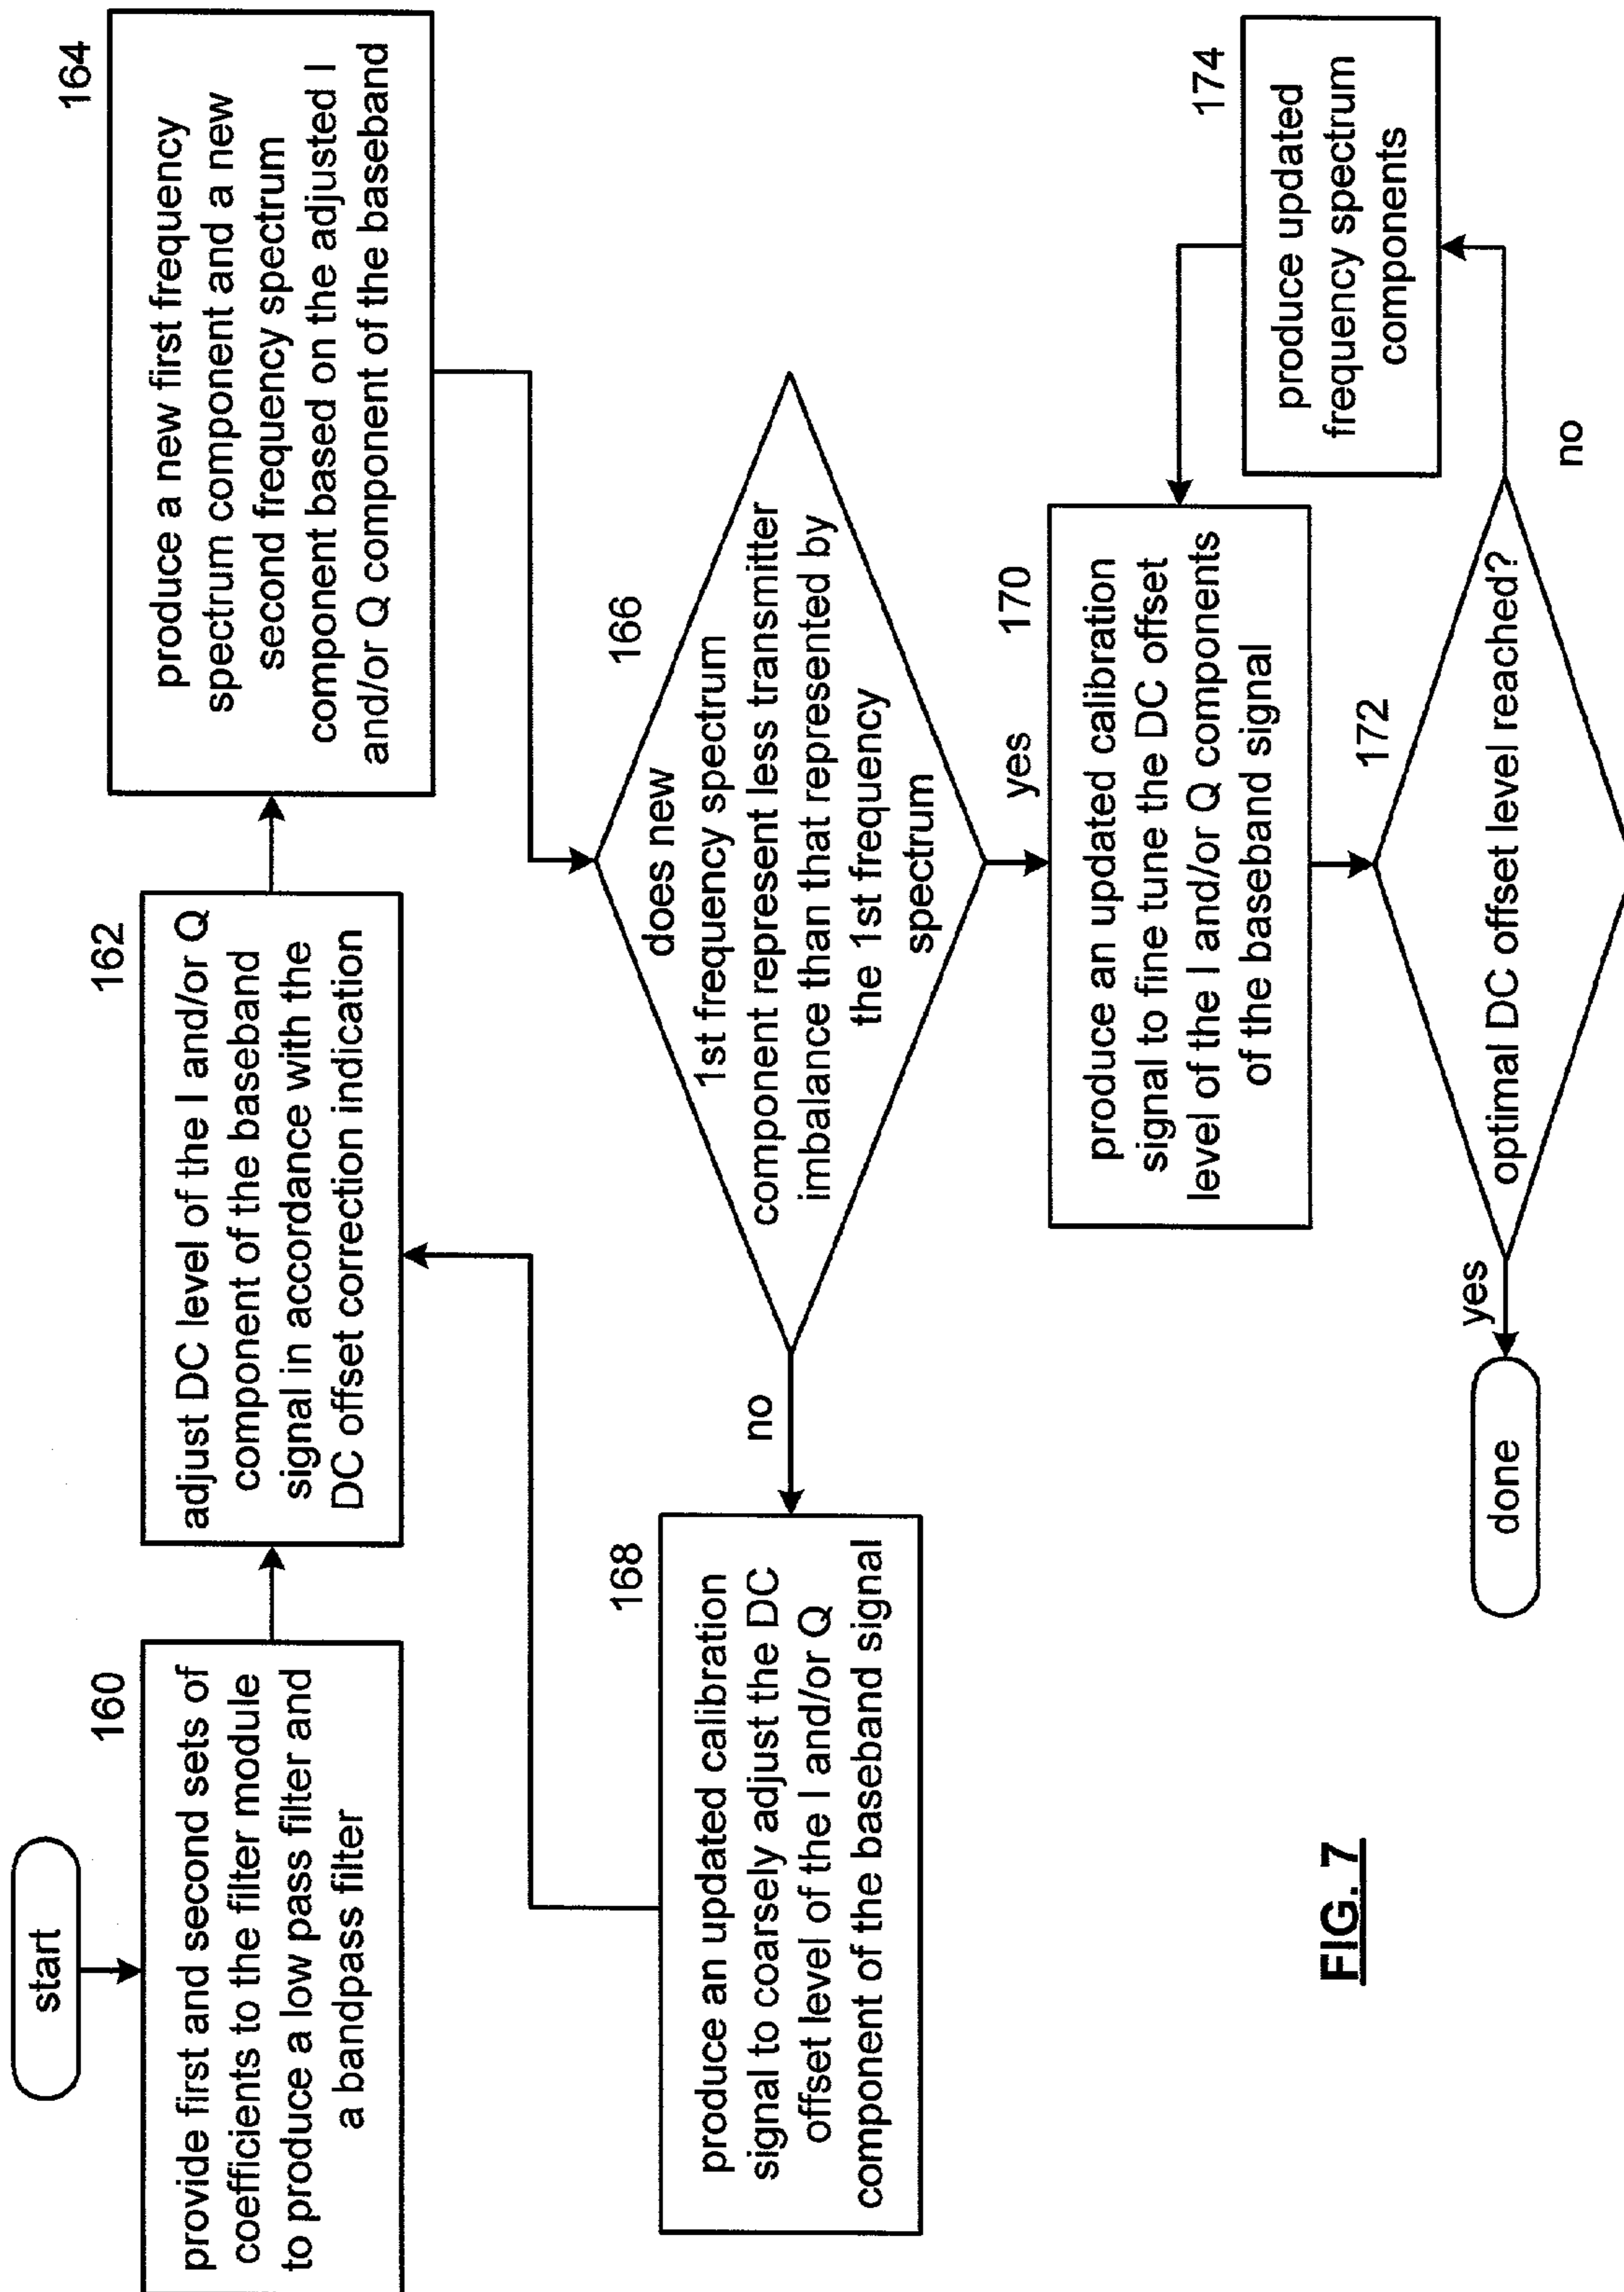 start
160
provide first and second sets of
coefficients to the filter module
to produce a low pass filter and
a bandpass filter
162
adjust DC level of the I and/or Q
component of the baseband
signal in accordance with the
DC offset correction indication
164
produce a new first frequency
spectrum component and a new
second frequency spectrum
component based on the adjusted I
and/or Q component of the baseband
166
does new
1st frequency spectrum
component represent less transmitter
imbalance than that represented by
the 1st frequency
spectrum
no
168
produce an updated calibration
signal to coarsely adjust the DC
offset level of the I and/or Q
component of the baseband signal
yes
170
produce an updated calibration
signal to fine tune the DC offset
level of the I and/or Q components
of the baseband signal
172
optimal DC offset level reached?
yes
done
no
174
produce updated
frequency spectrum
components
FIG. 7